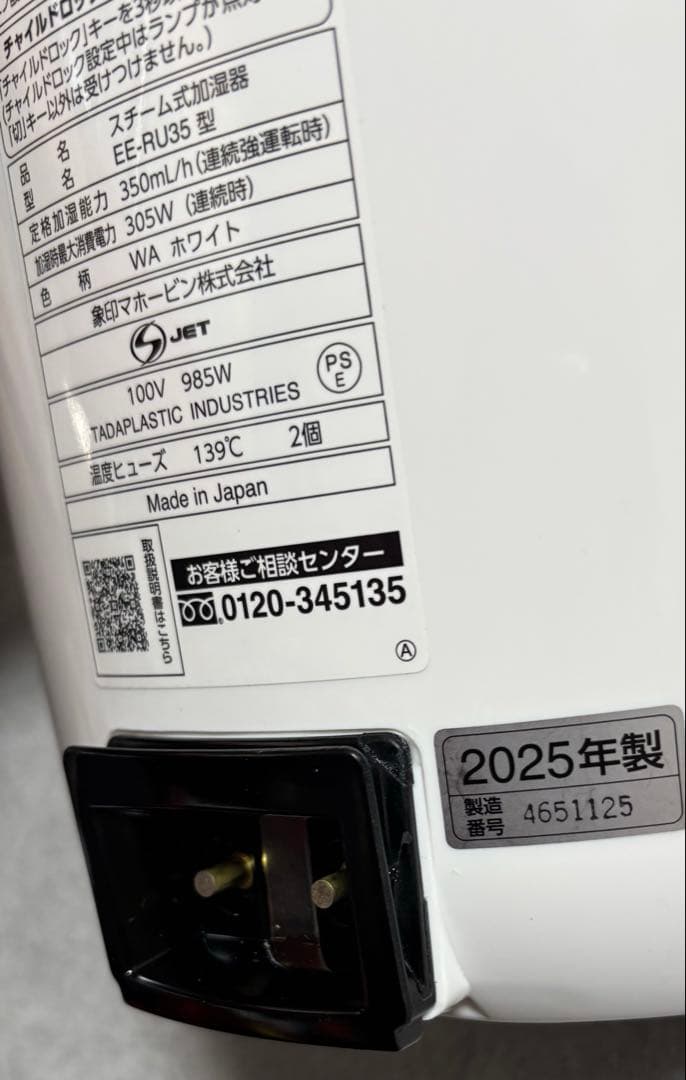 チャイルドロック
「チャイルドロック」キーを3秒
(チャイルドロック設定中はランプが点
「切」キー以外は受けつけません。)
品名 スチーム式加湿器
型名 EE-RU35 型
定格加湿能力 350mL/h(連続強運転時)
加湿時最大消費電力 305W (連続時)
色柄 WA ホワイト
象印マホービン株式会社
JET
100V 985W
PS
E
TADAPLASTIC INDUSTRIES
温度ヒューズ 139℃ 2個
Made in Japan
取扱説明書はこちら
お客様ご相談センター
0120-345135
A
2025年製
製造番号 4651125